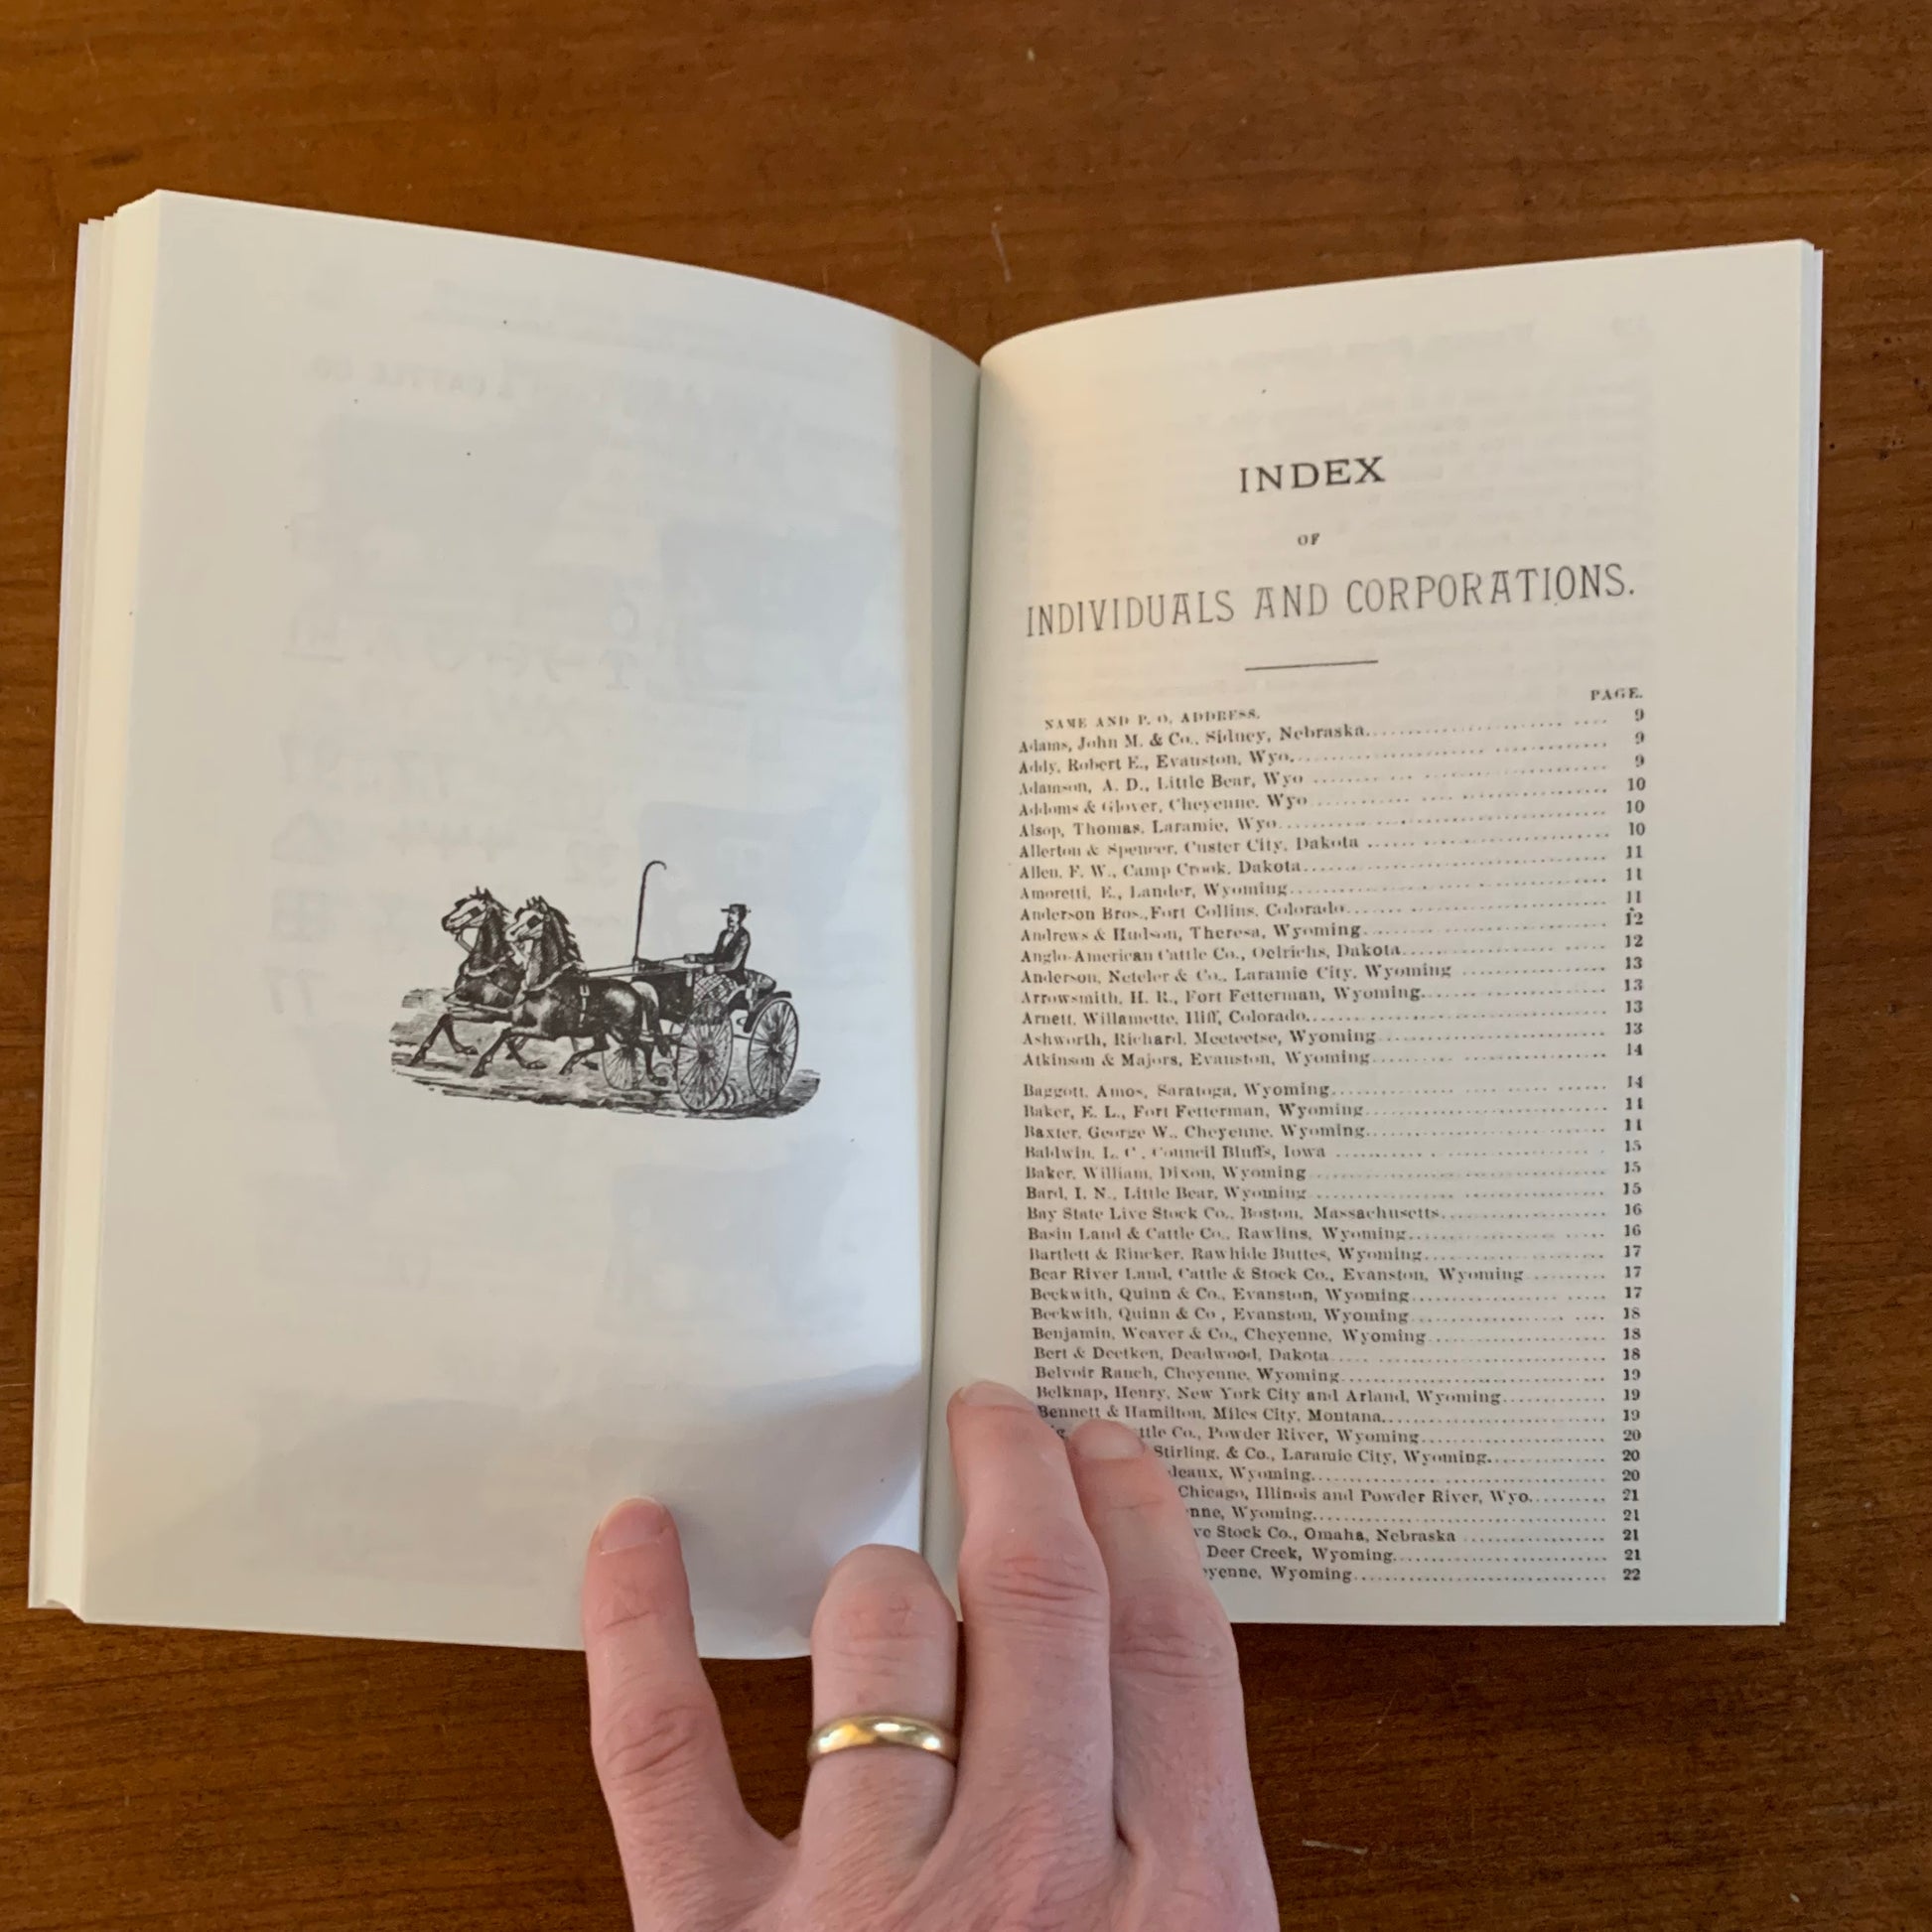 INDEX
OF
INDIVIDUALS AND CORPORATIONS.
NAME AND P. O. ADDRESS. PAGE.
Adams, John M. & Co., Sidney, Nebraska.......... 9
Addy, Robert E., Evanston, Wyo.......... 9
Adamson, A. D., Little Bear, Wyo .......... 9
Addoms & Glover, Cheyenne, Wyo .......... 10
Alsop, Thomas, Laramie, Wyo.......... 10
Allerton & Spencer, Custer City, Dakota .......... 10
Allen, F. W., Camp Crook, Dakota.......... 11
Amoretti, E., Lander, Wyoming.......... 11
Anderson Bros., Fort Collins, Colorado.......... 11
Andrews & Hudson, Theresa, Wyoming.......... 12
Anglo-American Cattle Co., Oelrichs, Dakota.......... 12
Anderson, Neteler & Co., Laramie City, Wyoming .......... 13
Arrowsmith, H. R., Fort Fetterman, Wyoming.......... 13
Arnett, Willamette, Iliff, Colorado.......... 13
Ashworth, Richard, Meeteetse, Wyoming.......... 13
Atkinson & Majors, Evanston, Wyoming.......... 14
Baggott, Amos, Saratoga, Wyoming.......... 14
Baker, E. L., Fort Fetterman, Wyoming.......... 14
Baxter, George W., Cheyenne, Wyoming.......... 14
Baldwin, L. C., Council Bluffs, Iowa .......... 15
Baker, William, Dixon, Wyoming .......... 15
Bard, I. N., Little Bear, Wyoming .......... 15
Bay State Live Stock Co., Boston, Massachusetts.......... 16
Basin Land & Cattle Co., Rawlins, Wyoming.......... 16
Bartlett & Rincker, Rawhide Buttes, Wyoming.......... 17
Bear River Land, Cattle & Stock Co., Evanston, Wyoming .......... 17
Beckwith, Quinn & Co., Evanston, Wyoming.......... 17
Beckwith, Quinn & Co , Evanston, Wyoming.......... 18
Benjamin, Weaver & Co., Cheyenne, Wyoming.......... 18
Bert & Deetken, Deadwood, Dakota.......... 18
Belvoir Ranch, Cheyenne, Wyoming.......... 19
Belknap, Henry, New York City and Arland, Wyoming.......... 19
Bennett & Hamilton, Miles City, Montana.......... 19
ttle Co., Powder River, Wyoming.......... 20
Stirling, & Co., Laramie City, Wyoming.......... 20
deaux, Wyoming.......... 20
Chicago, Illinois and Powder River, Wyo.......... 21
nne, Wyoming.......... 21
ve Stock Co., Omaha, Nebraska .......... 21
Deer Creek, Wyoming.......... 21
yenne, Wyoming.......... 22